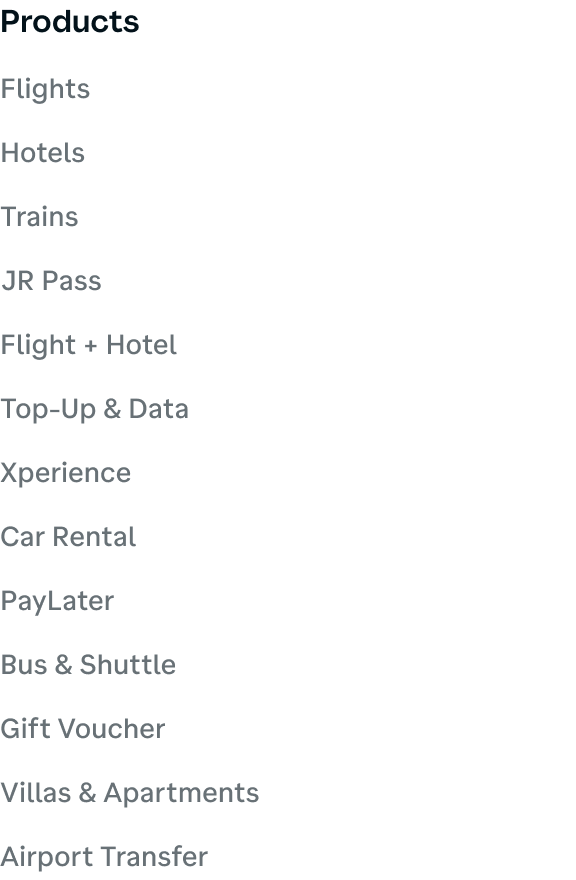 Products
Flights
Hotels
Trains
JR Pass
Flight + Hotel
Top-Up & Data
Xperience
Car Rental
PayLater
Bus & Shuttle
Gift Voucher
Villas & Apartments
Airport Transfer